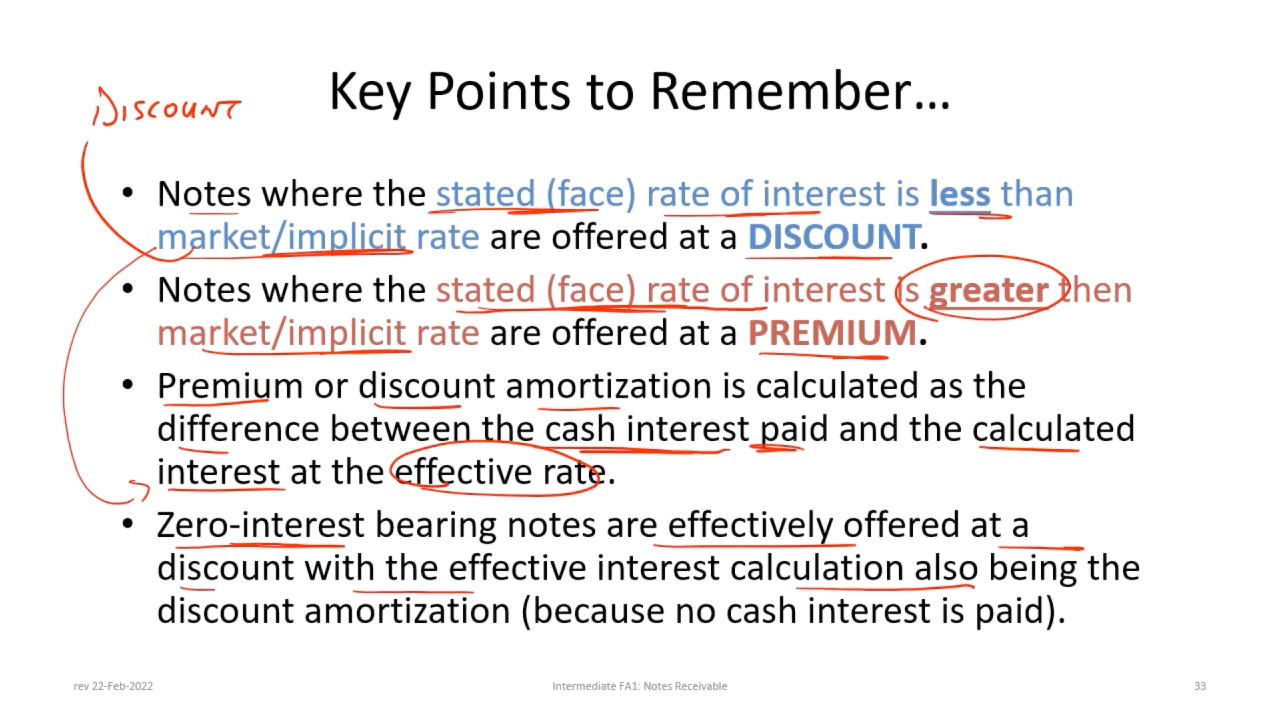 Key Points to Remember...
DISCOUNT
• Notes where the stated (face) rate of interest is less than
market/implicit rate are offered at a DISCOUNT.
• Notes where the stated (face) rate of interest is greater then
market/implicit rate are offered at a PREMIUM.
• Premium or discount amortization is calculated as the
difference between the cash interest paid and the calculated
interest at the effective rate.
• Zero-interest bearing notes are effectively offered at a
discount with the effective interest calculation also being the
discount amortization (because no cash interest is paid).
rev 22-Feb-2022
Intermediate FA1: Notes Receivable
33